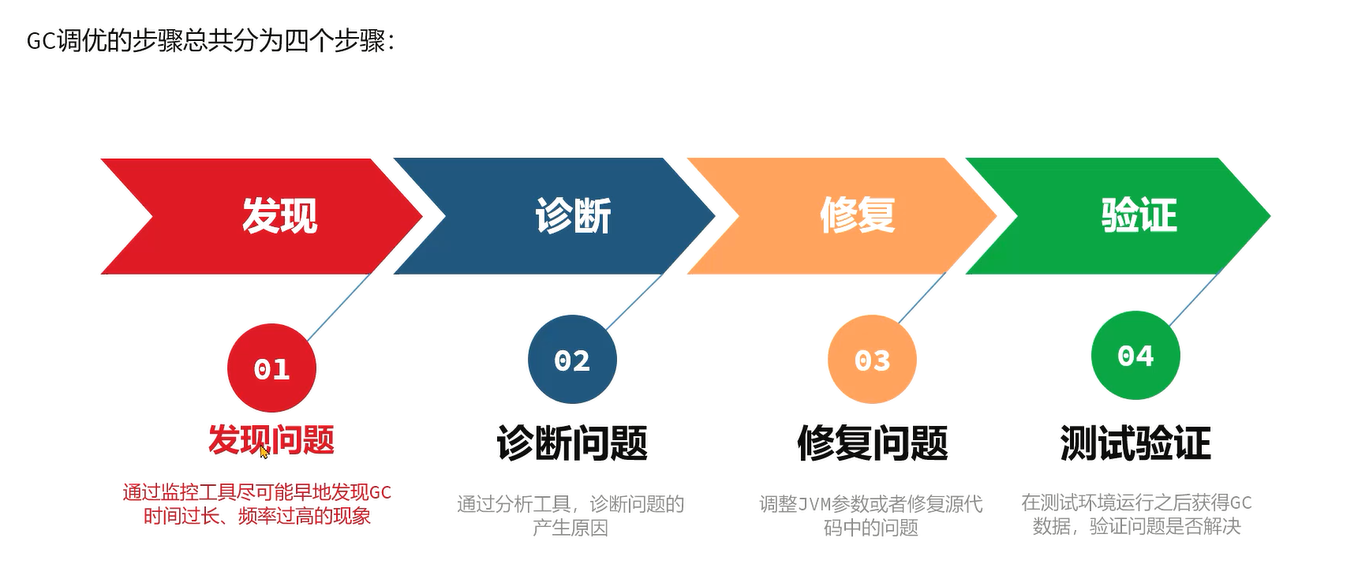 GC调优的步骤总共分为四个步骤：
发现
诊断
修复
验证
01
02
03
04
发现问题
诊断问题
修复问题
测试验证
通过监控工具尽可能早地发现GC
时间过长、频率过高的现象
通过分析工具，诊断问题的
产生原因
调整JVM参数或者修复源代
码中的问题
在测试环境运行之后获得GC
数据，验证问题是否解决